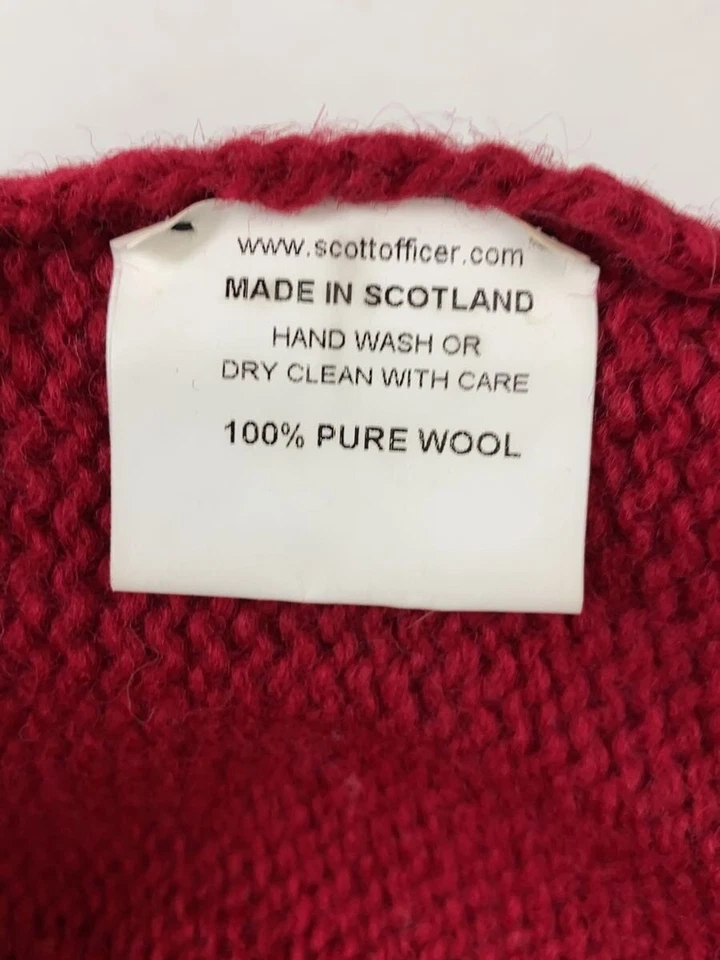 www.scottofficer.com
MADE IN SCOTLAND
HAND WASH OR
DRY CLEAN WITH CARE
100% PURE WOOL